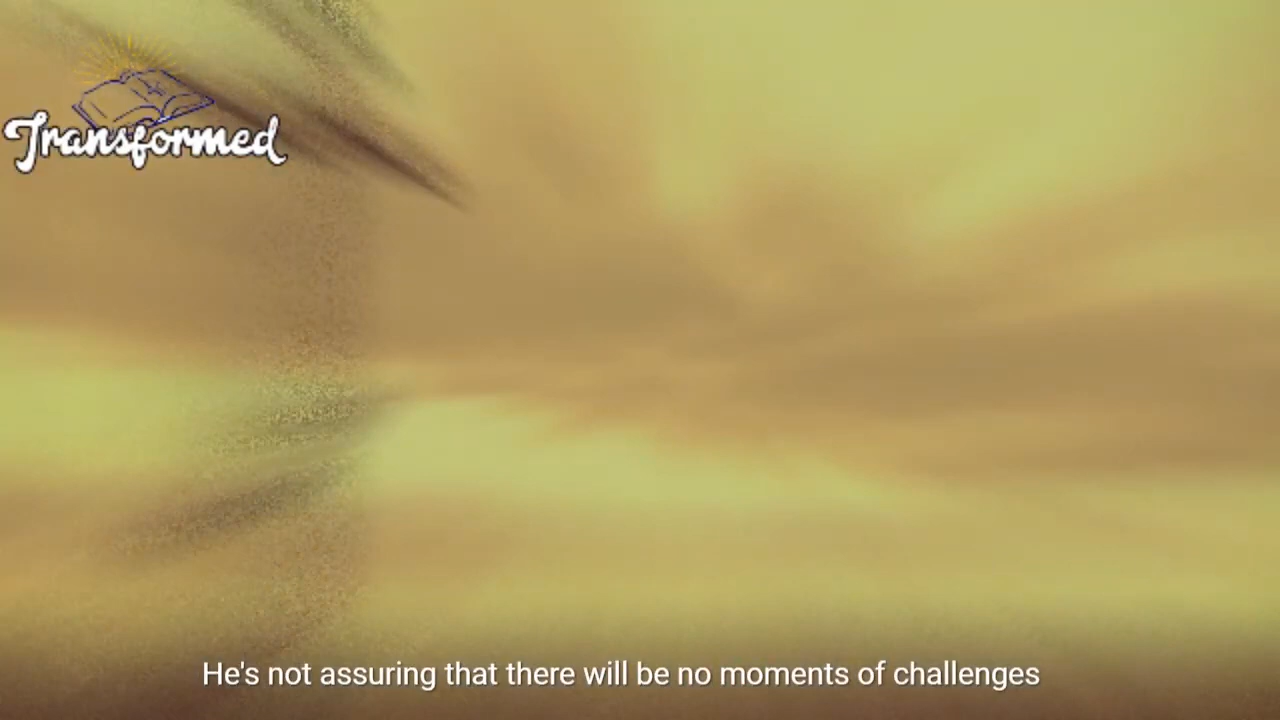 Transformed
He's not assuring that there will be no moments of challenges